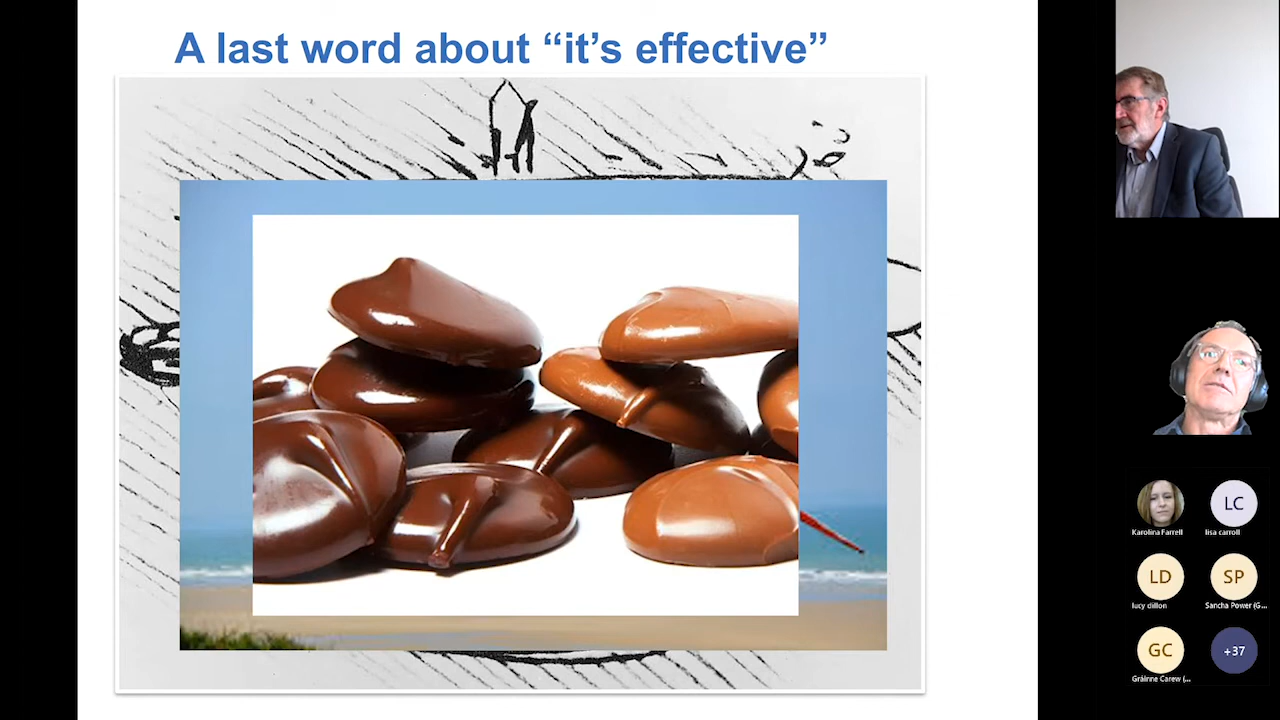 A last word about “it’s effective”
Karolina Farrell
lisa carroll
LC
lucy dillon
LD
Sancha Power (G...
SP
Gráinne Carew (...
GC
+37